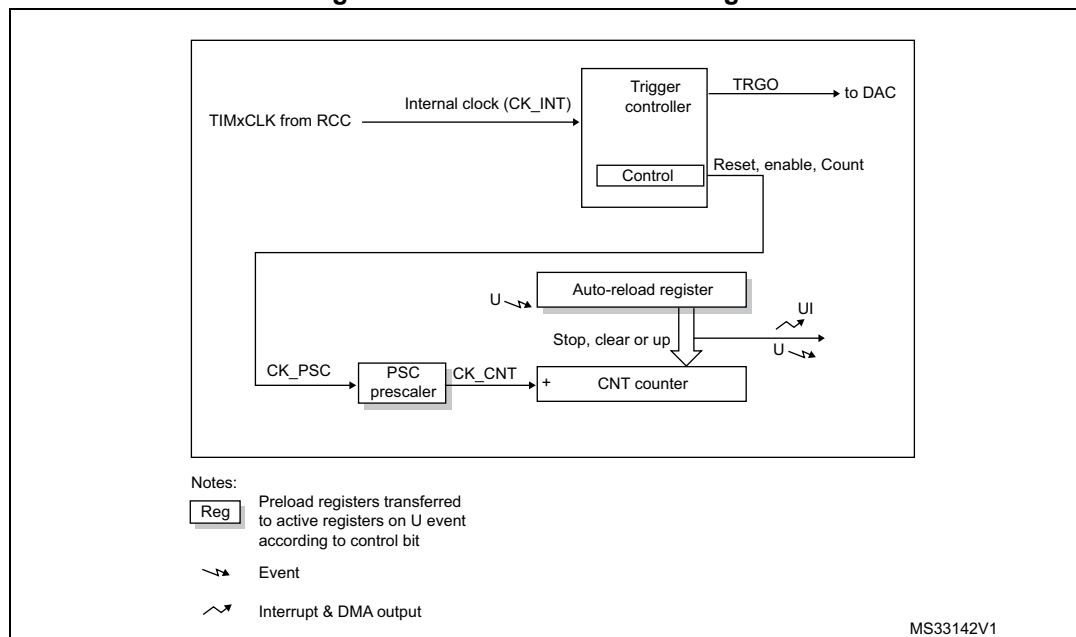 Trigger
controller
TRGO
to DAC
Internal clock (CK_INT)
TIMxCLK from RCC
Control
Reset, enable, Count
Auto-reload register
U
UI
Stop, clear or up
U
CK_PSC
PSC
prescaler
CK_CNT
+
CNT counter
Notes:
Reg
Preload registers transferred
to active registers on U event
according to control bit
Event
Interrupt & DMA output
MS33142V1